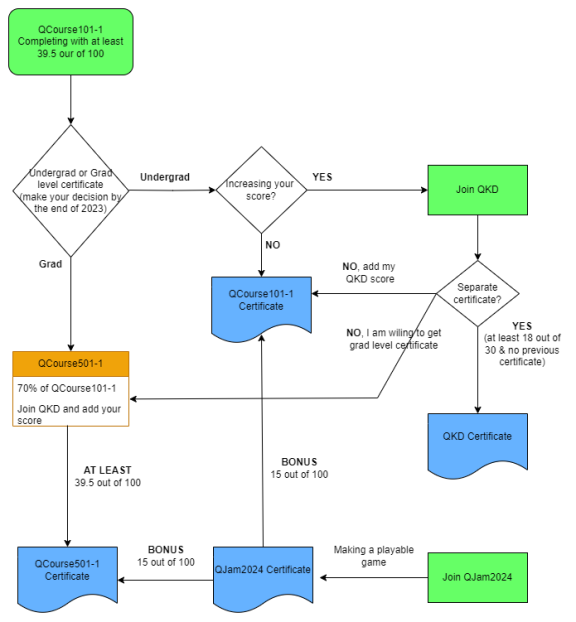 QCourse101-1
Completing with at least
39.5 our of 100
Undergrad or Grad
level certificate
(make your decision by
the end of 2023)
Undergrad
Increasing your
score?
YES
Join QKD
NO
Grad
NO, add my
QKD score
Separate
certificate?
QCourse101-1
Certificate
NO, I am wiling to get
grad level certificate
YES
(at least 18 out of
30 & no previous
certificate)
QCourse501-1
70% of QCourse101-1
Join QKD and add your
score
QKD Certificate
AT LEAST
39.5 out of 100
BONUS
15 out of 100
QCourse501-1
Certificate
BONUS
15 out of 100
QJam2024 Certificate
Making a playable
game
Join QJam2024